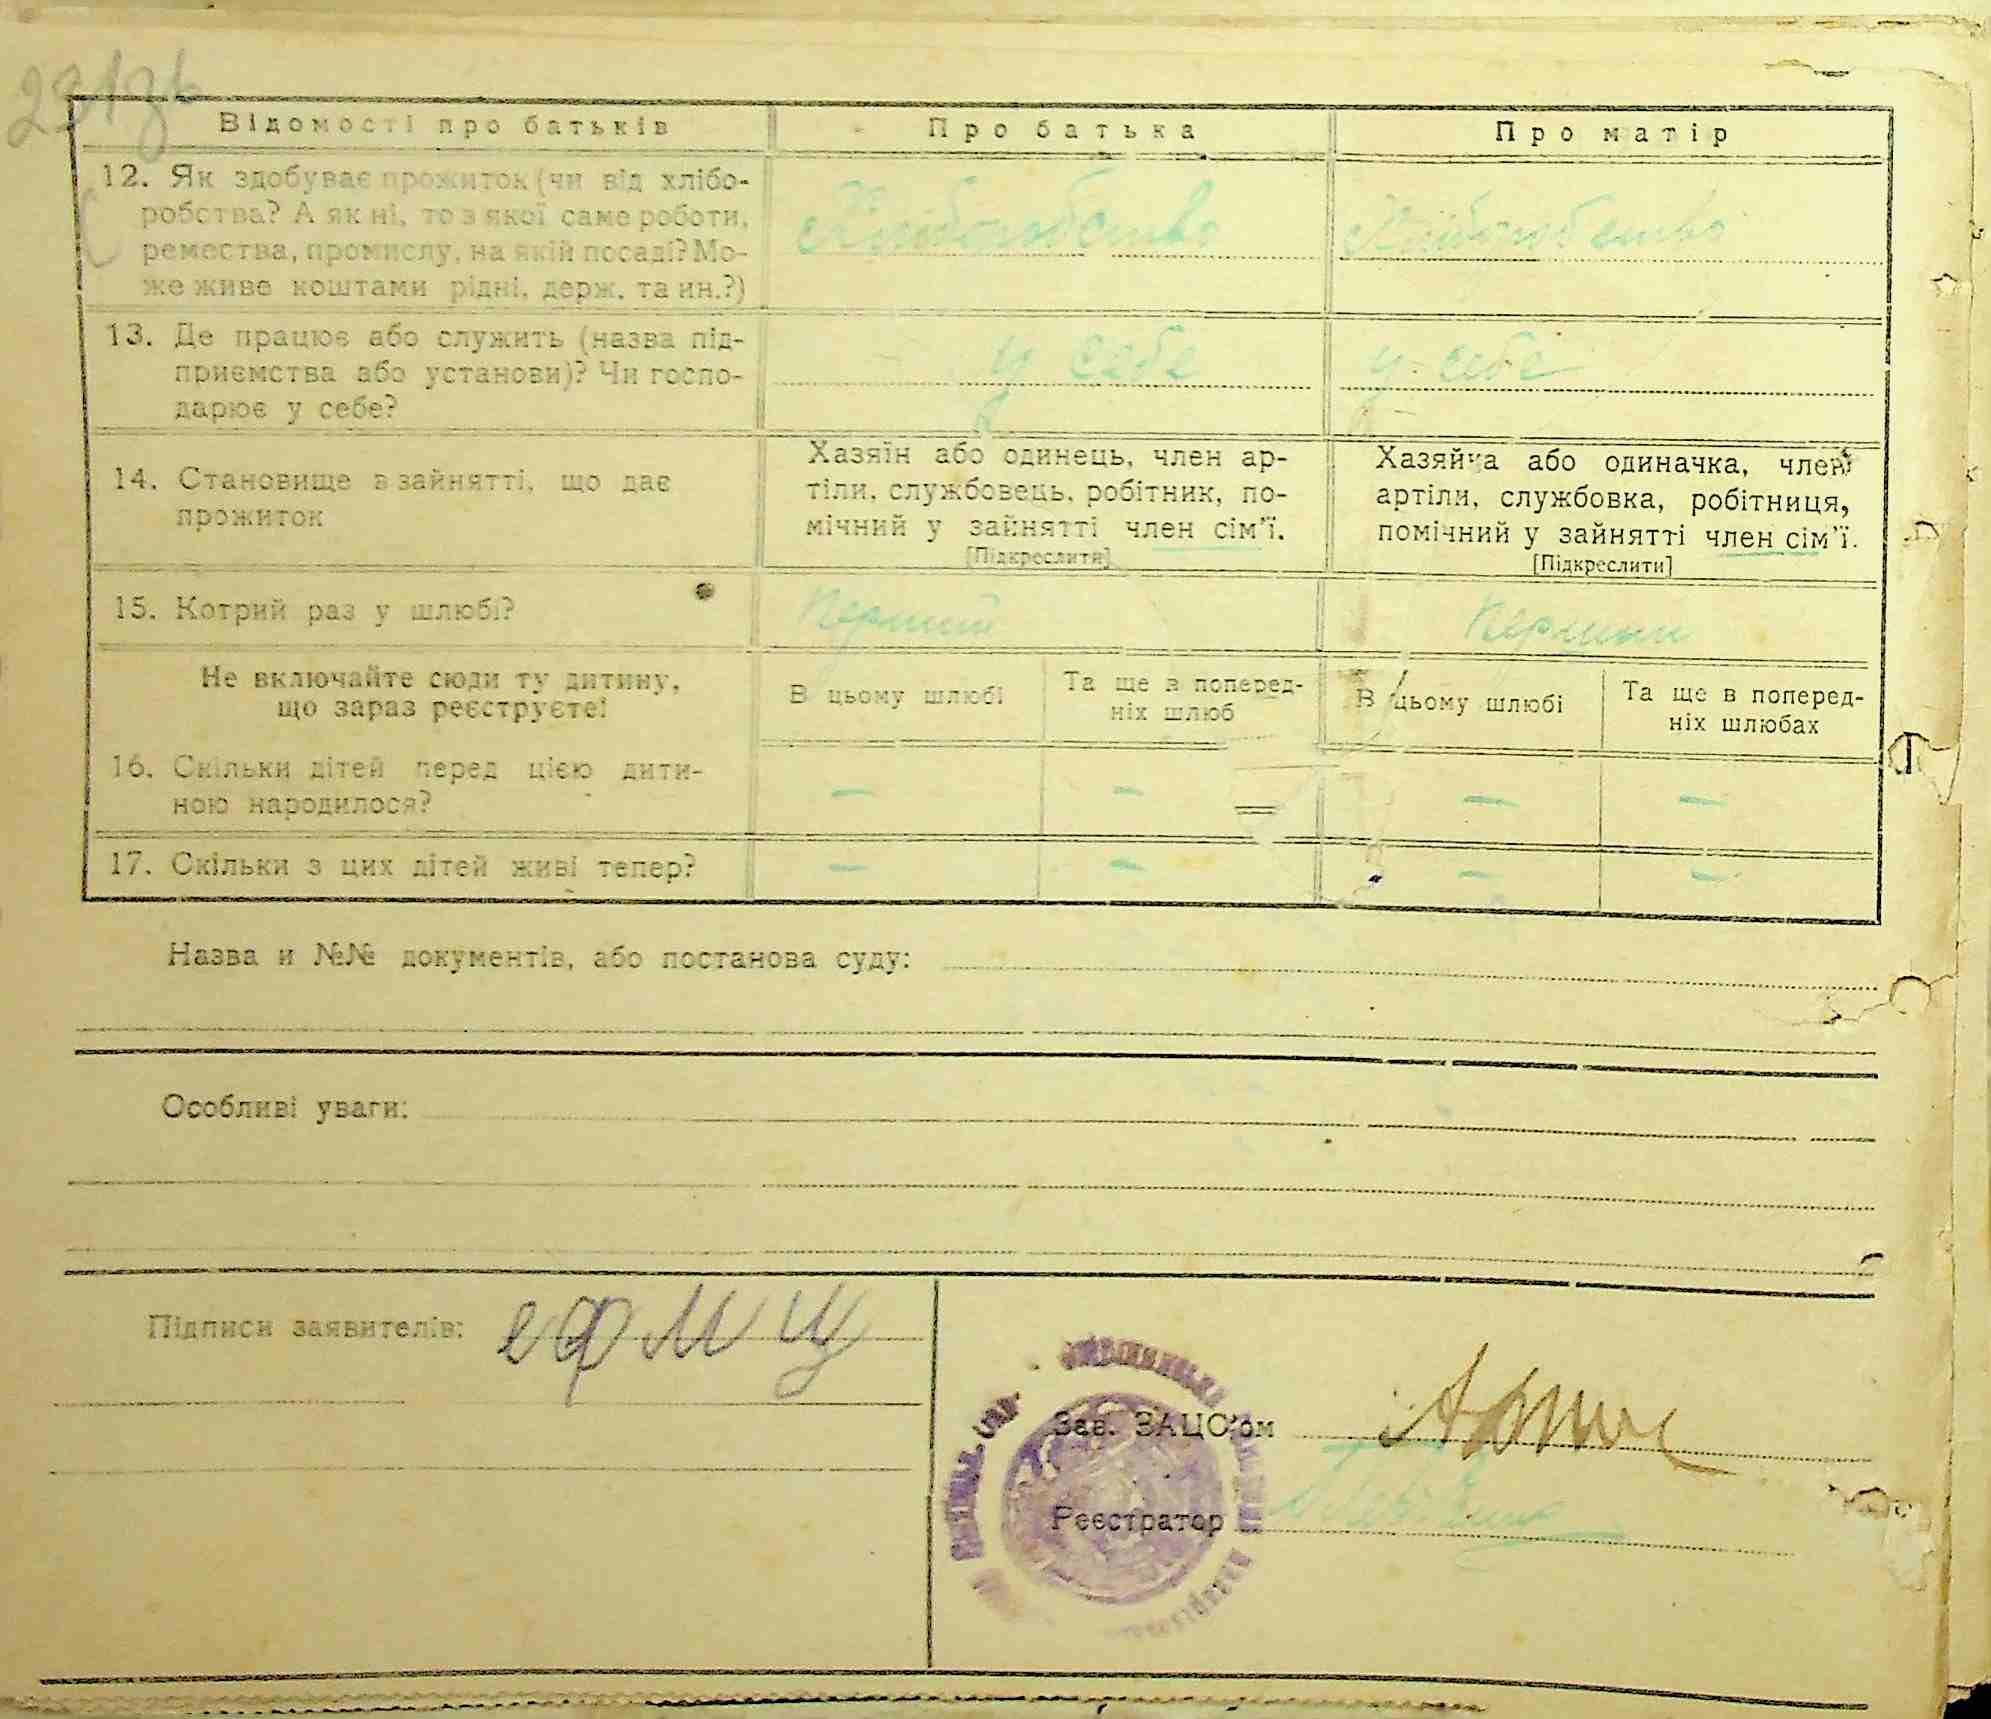 231зв
Відомості про батьків
Про батька
Про матір
12. Як здобуває прожиток (чи від хлібо-
робства? А як ні, то з якої саме роботи,
ремества, промислу, на якій посаді? Мо-
же живе коштами рідні, держ. та ин.?)
Хліборобство
Хліборобство
13. Де працює або служить (назва під-
приємства або установи)? Чи госпо-
дарює у себе?
у себе
у себе
14. Становище в зайнятті, що дає
прожиток
Хазяїн або одинець, член ар-
тіли, службовець, робітник, по-
мічний у зайнятті член сім'ї.
[Підкреслити]
Хазяйка або одиначка, член
артіли, службовка, робітниця,
помічний у зайнятті член сім'ї.
[Підкреслити]
15. Котрий раз у шлюбі?
Перший
Перший
Не включайте сюди ту дитину,
що зараз реєструєте!
В цьому шлюбі
Та ще в поперед-
ніх шлюб
В цьому шлюбі
Та ще в поперед-
ніх шлюбах
16. Скільки дітей перед цією дити-
ною народилося?
— — — —
17. Скільки з цих дітей живі тепер?
— — — —
Назва и №№ документів, або постанова суду:
Особливі уваги:
Підписи заявителів:
Зав. ЗАЦС'ом
Реєстратор